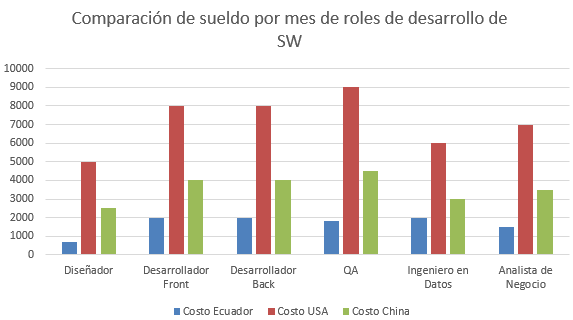 Comparación de sueldo por mes de roles de desarrollo de
SW
10000
9000
8000
7000
6000
5000
4000
3000
2000
1000
0
Diseñador
Desarrollador
Front
Desarrollador
Back
QA
Ingeniero en
Datos
Analista de
Negocio
Costo Ecuador
Costo USA
Costo China